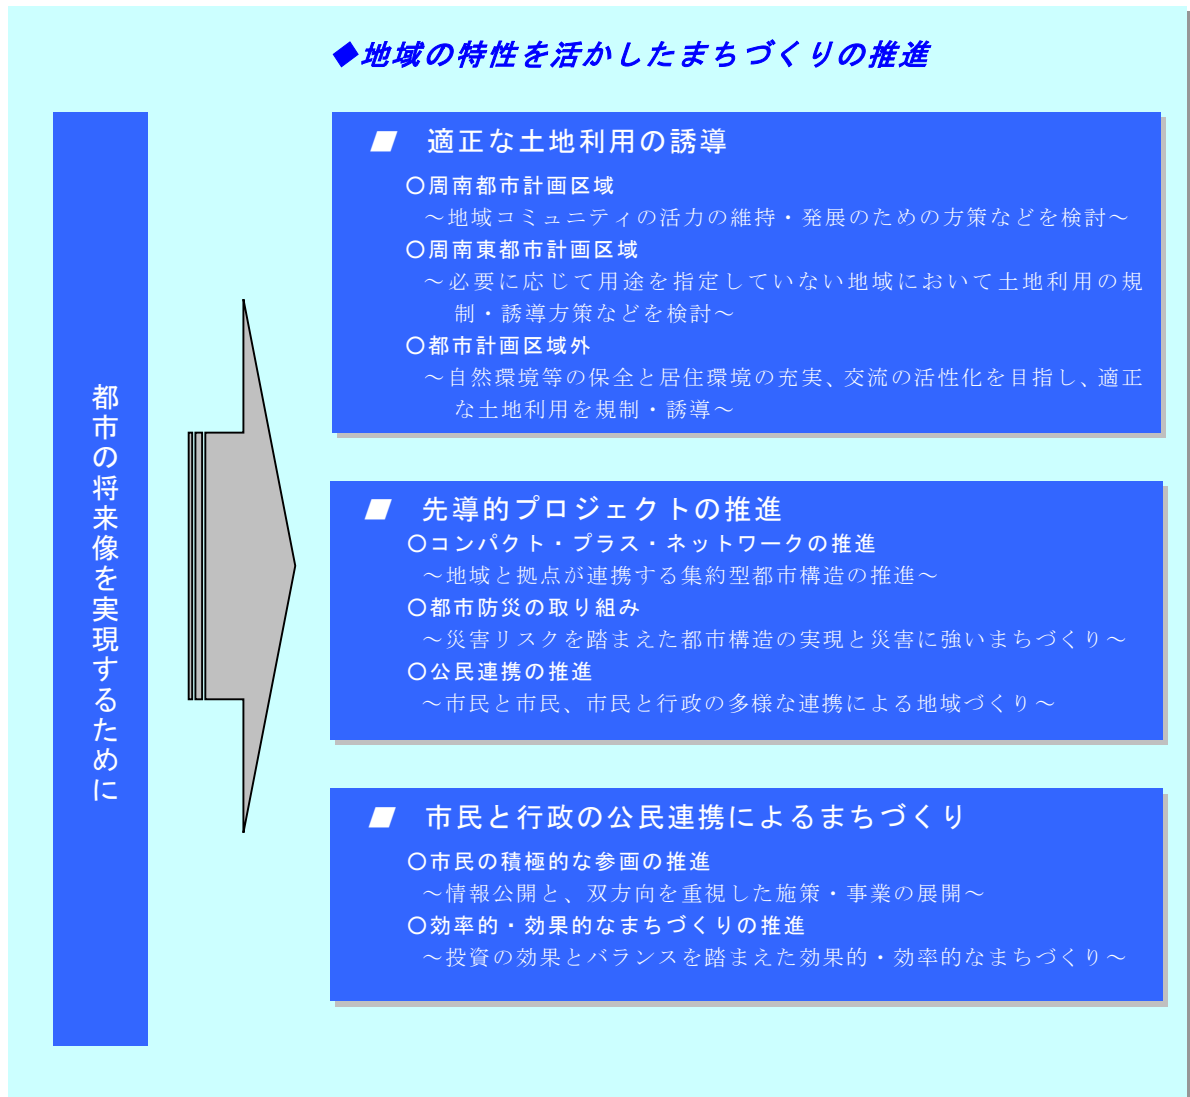 ◆地域の特性を活かしたまちづくりの推進
都市の将来像を実現するために
■ 適正な土地利用の誘導
○周南都市計画区域
～地域コミュニティの活力の維持・発展のための方策などを検討～
○周南東都市計画区域
～必要に応じて用途を指定していない地域において土地利用の規
制・誘導方策などを検討～
○都市計画区域外
～自然環境等の保全と居住環境の充実、交流の活性化を目指し、適正
な土地利用を規制・誘導～
■ 先導的プロジェクトの推進
○コンパクト・プラス・ネットワークの推進
～地域と拠点が連携する集約型都市構造の推進～
○都市防災の取り組み
～災害リスクを踏まえた都市構造の実現と災害に強いまちづくり～
○公民連携の推進
～市民と市民、市民と行政の多様な連携による地域づくり～
■ 市民と行政の公民連携によるまちづくり
○市民の積極的な参画の推進
～情報公開と、双方向を重視した施策・事業の展開～
○効率的・効果的なまちづくりの推進
～投資の効果とバランスを踏まえた効果的・効率的なまちづくり～